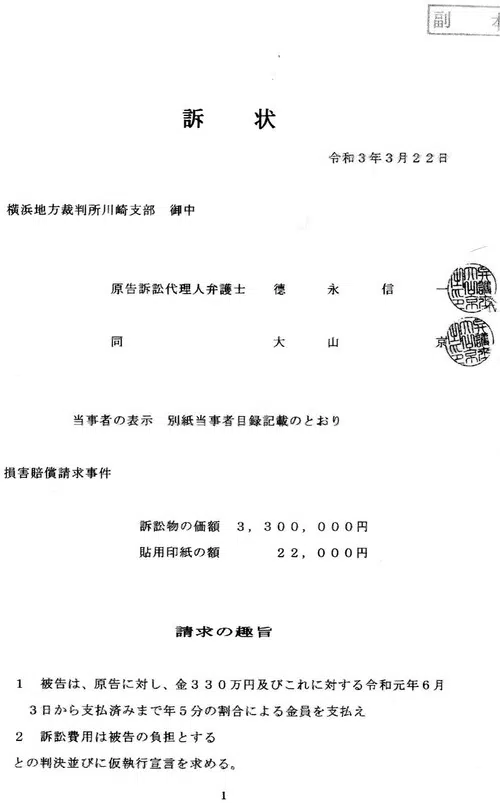 副 本
訴 状
令和3年3月22日
横浜地方裁判所川崎支部 御中
原告訴訟代理人弁護士 德 永 信 一
同 大 山 京
当事者の表示 別紙当事者目録記載のとおり
損害賠償請求事件
訴訟物の価額 3,300,000円
貼用印紙の額 22,000円
請求の趣旨
1 被告は、原告に対し、金330万円及びこれに対する令和元年6月
3日から支払済みまで年5分の割合による金員を支払え
2 訴訟費用は被告の負担とする
との判決並びに仮執行宣言を求める。
1